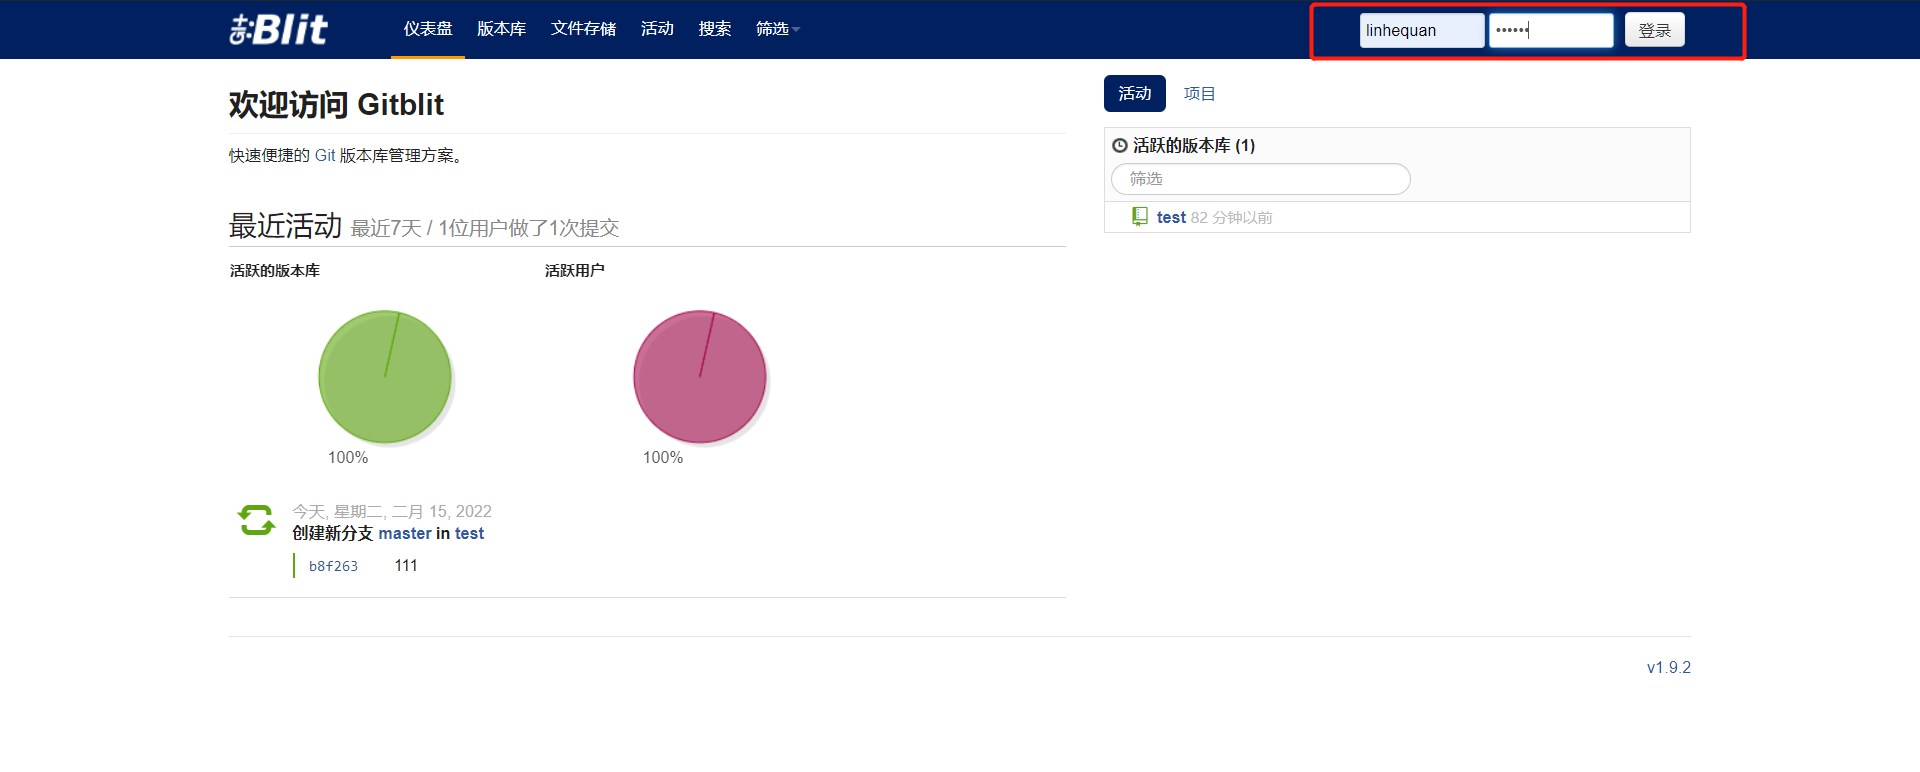 Blit 仪表盘 版本库 文件存储 活动 搜索 筛选 linhequan •••••• 登录
欢迎访问 Gitblit
快速便捷的 Git 版本库管理方案。
最近活动 最近7天 / 1位用户做了1次提交
活跃的版本库 活跃用户
100% 100%
今天, 星期二, 二月 15, 2022
创建新分支 master in test
b8f263 111
活动 项目
活跃的版本库 (1)
筛选
test 82 分钟以前
v1.9.2